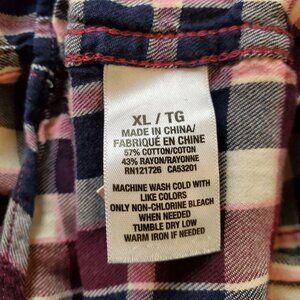 XL / TG
MADE IN CHINA/
FABRIQUÉ EN CHINE
57% COTTON/COTON
43% RAYON/RAYONNE
RN121726 CA53201
MACHINE WASH COLD WITH
LIKE COLORS
ONLY NON-CHLORINE BLEACH
WHEN NEEDED
TUMBLE DRY LOW
WARM IRON IF NEEDED